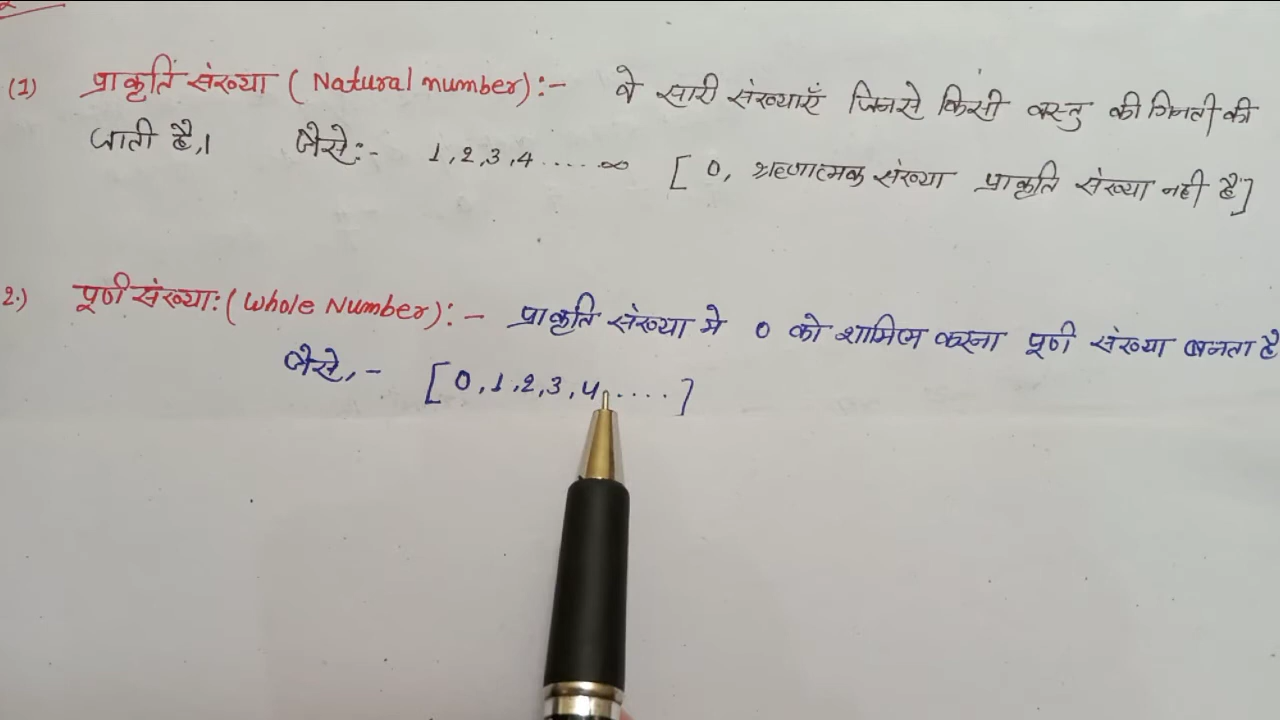 (1) प्राकृति संख्या ( Natural number):- वे सारी संख्याएँ जिनसे किसी वस्तु की गिनती की
जाती है,। जैसे:- 1,2,3,4.....∞ [ 0, ऋणात्मक संख्या प्राकृति संख्या नही है]
2.) पूर्ण संख्या: ( Whole Number):- प्राकृति संख्या मे 0 को शामिल करना पूर्ण संख्या बनता है
जैसे,- [ 0,1,2,3,4,.... ]